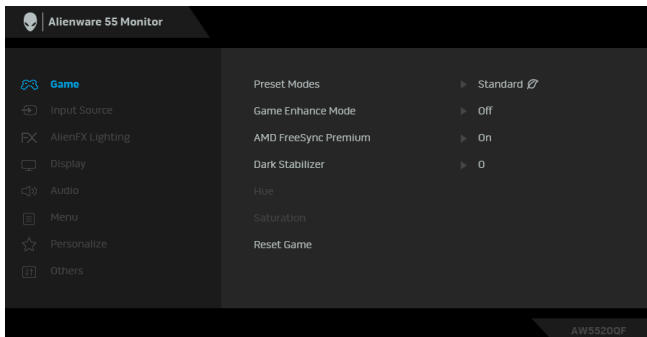 Alienware 55 Monitor
Game
Preset Modes Standard
Input Source
Game Enhance Mode Off
AlienFX Lighting
AMD FreeSync Premium On
Display
Dark Stabilizer 0
Audio
Hue
Menu
Saturation
Personalize
Reset Game
Others
AW5520QF